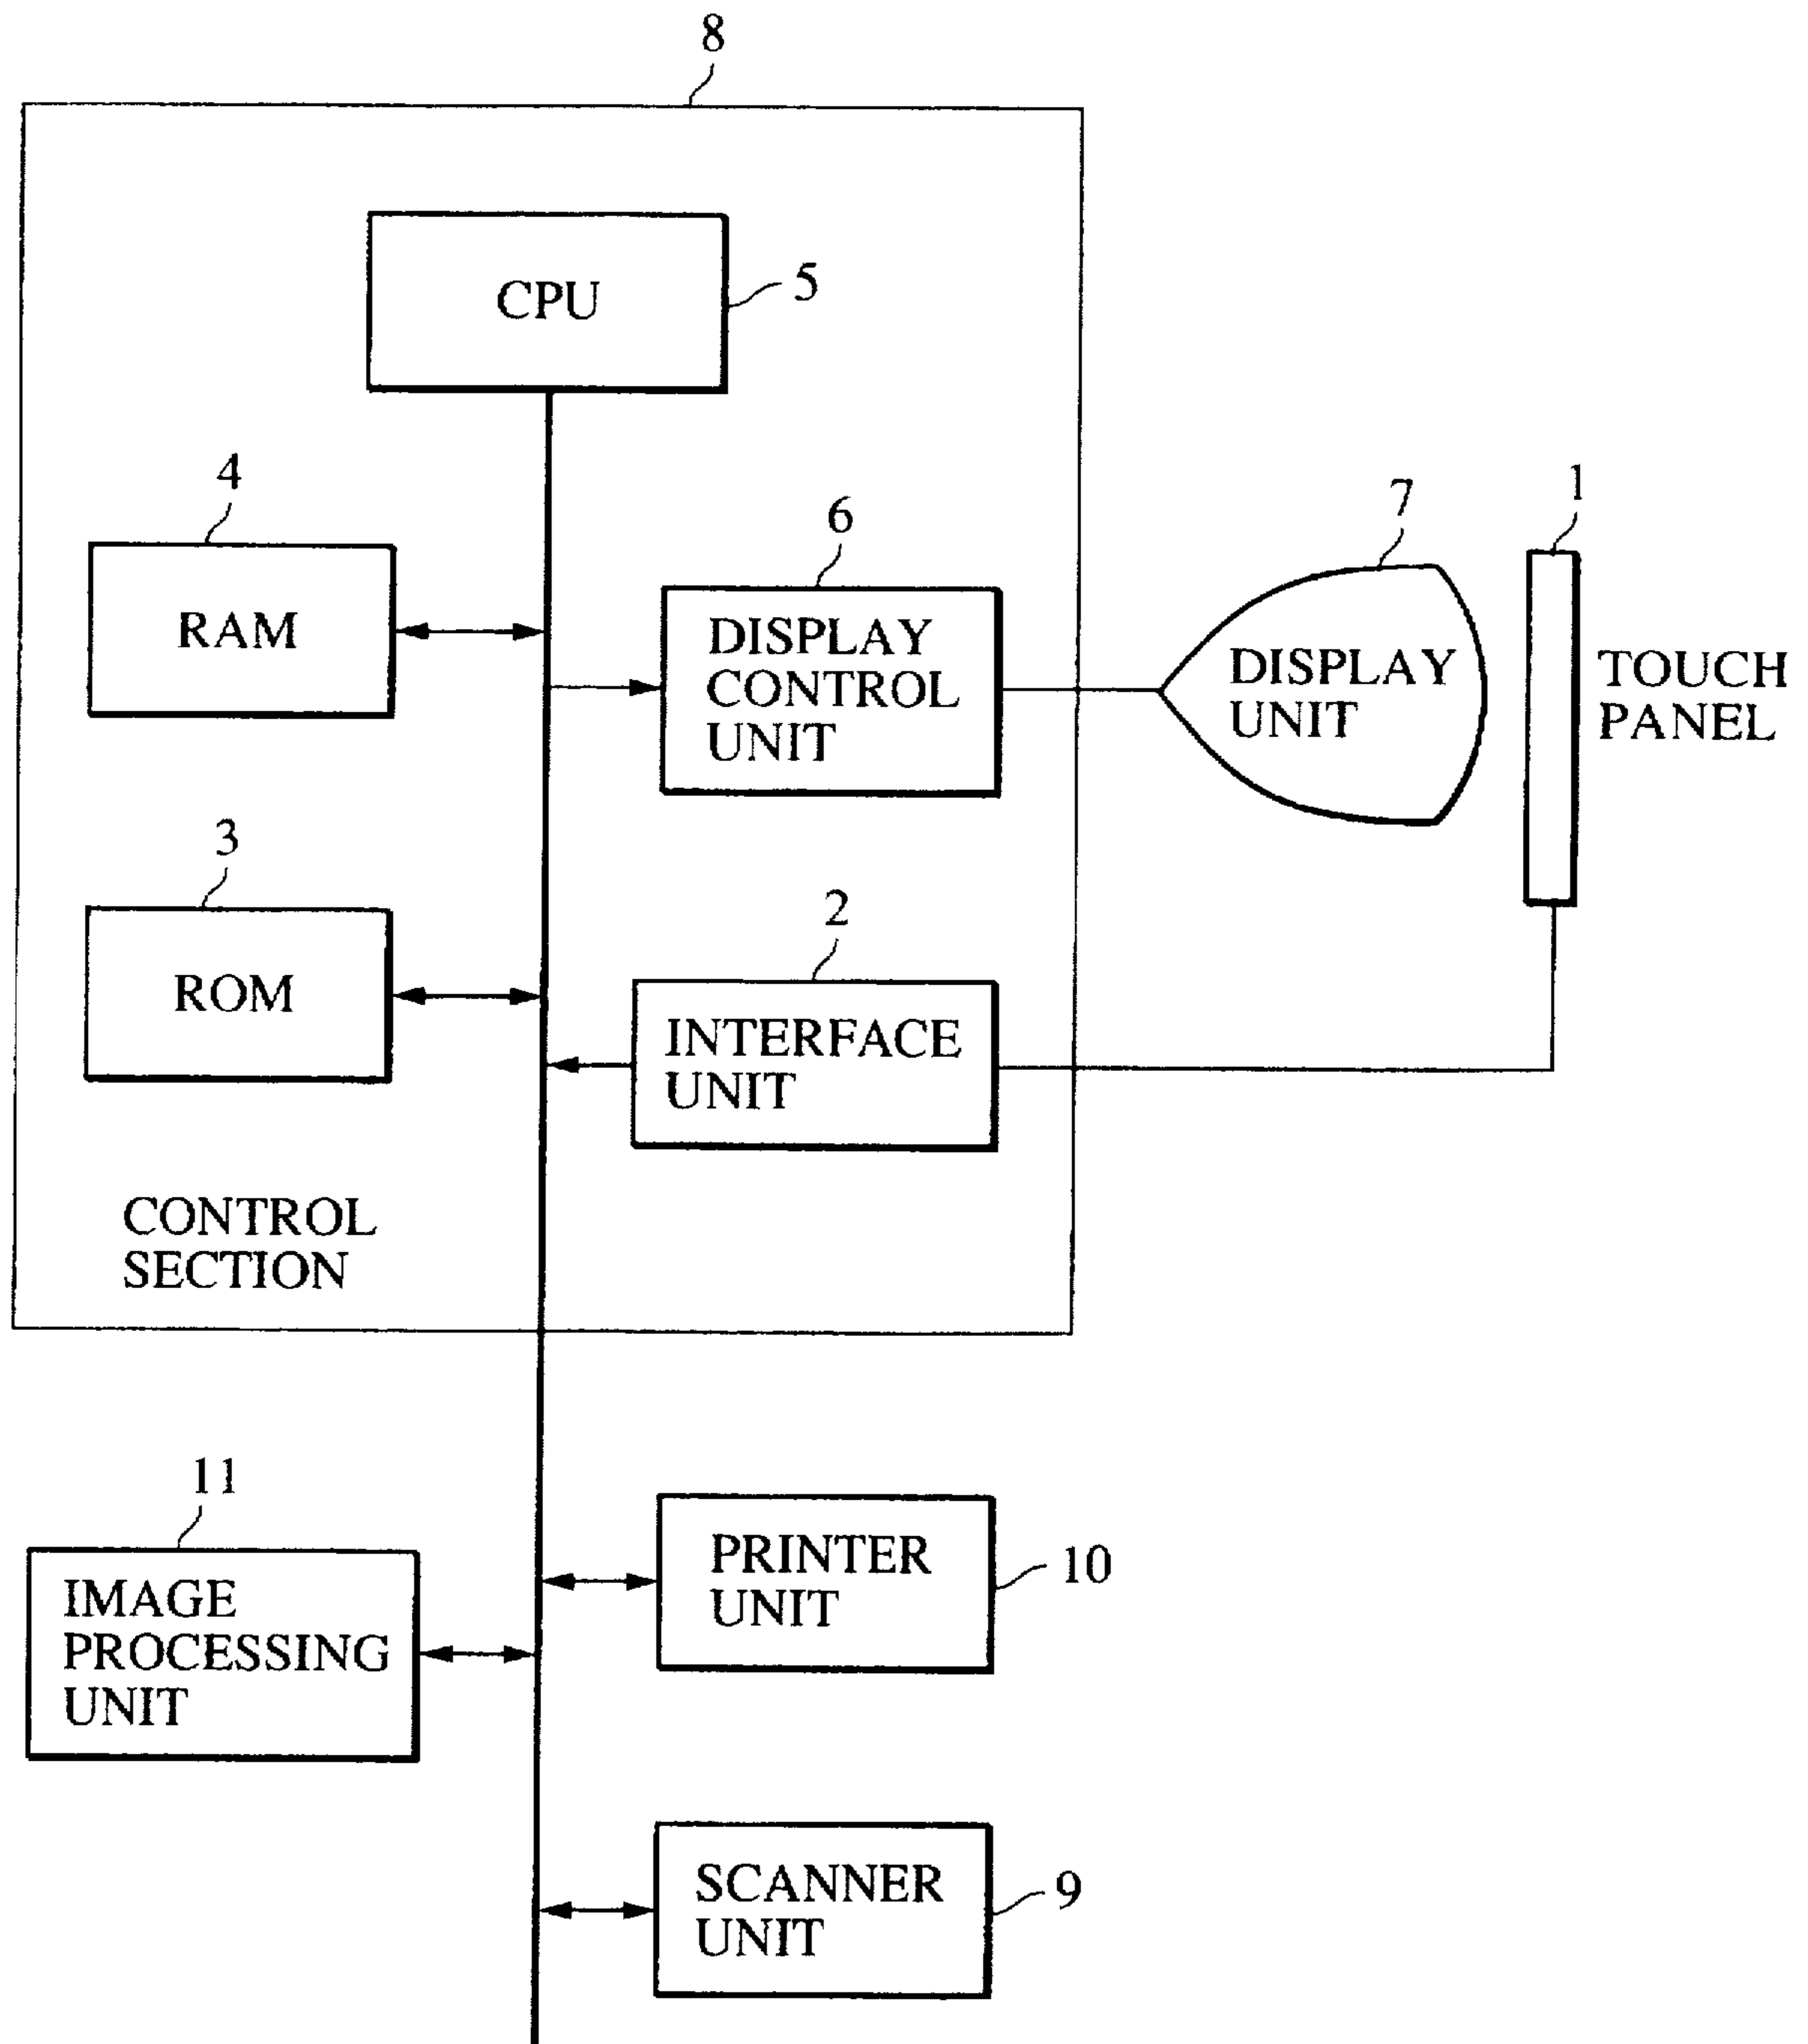 8
CPU
5
4
RAM
6
DISPLAY
CONTROL
UNIT
7
DISPLAY
UNIT
1
TOUCH
PANEL
3
ROM
2
INTERFACE
UNIT
CONTROL
SECTION
11
IMAGE
PROCESSING
UNIT
PRINTER
UNIT
10
SCANNER
UNIT
9